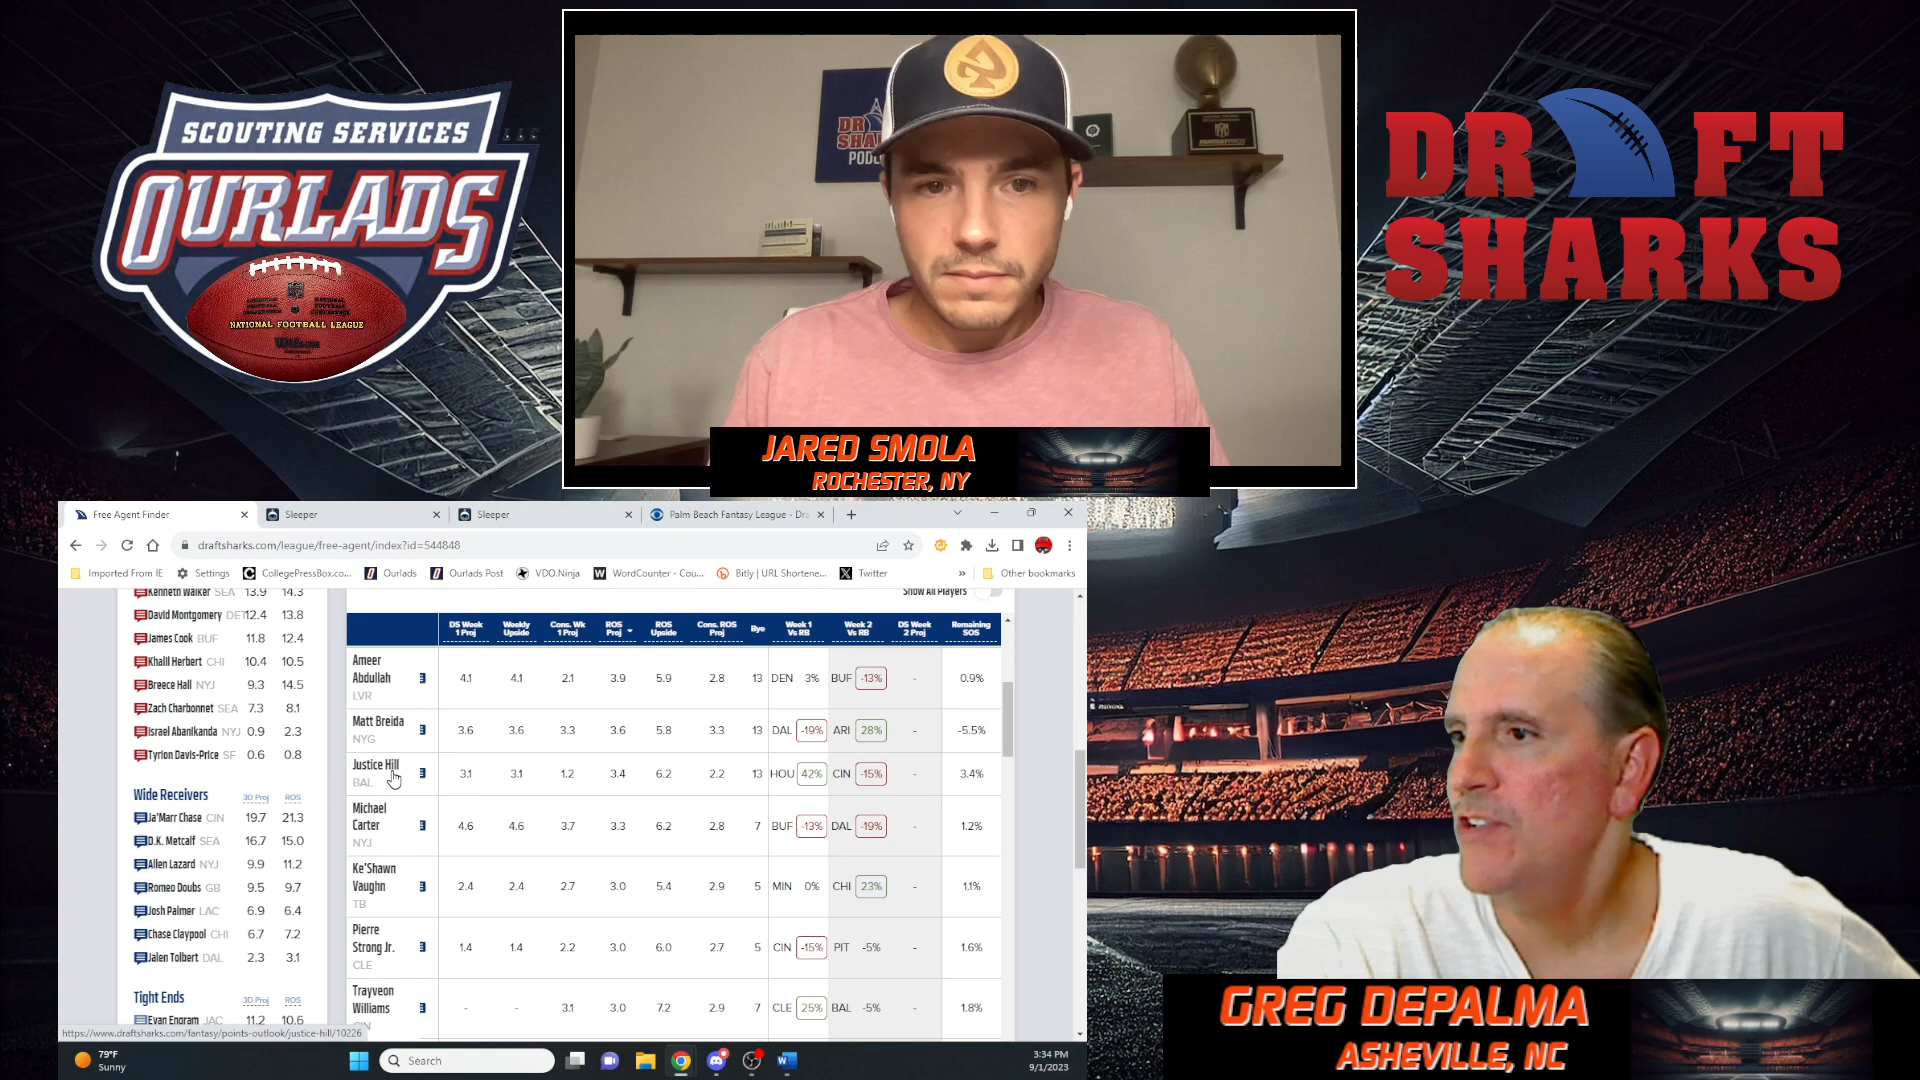 SCOUTING SERVICES
LLC
OURLADS
NATIONAL FOOTBALL LEAGUE
Wilson
DR FT
SHARKS
JARED SMOLA
ROCHESTER, NY
Free Agent Finder
Sleeper
Sleeper
Palm Beach Fantasy League - Dra
draftsharks.com/league/free-agent/index?id=544848
Imported From IE
Settings
CollegePressBox.co...
Ourlads
Ourlads Post
VDO.Ninja
WordCounter - Cou...
Bitly | URL Shortene...
Twitter
»
Other bookmarks
Kenneth Walker SEA 13.9 14.3
David Montgomery DET 12.4 13.8
James Cook BUF 11.8 12.4
Khalil Herbert CHI 10.4 10.5
Breece Hall NYJ 9.3 14.5
Zach Charbonnet SEA 7.3 8.1
Israel Abanikanda NYJ 0.9 2.3
Tyrion Davis-Price SF 0.6 0.8
Wide Receivers 3D Proj ROS
Ja'Marr Chase CIN 19.7 21.3
D.K. Metcalf SEA 16.7 15.0
Allen Lazard NYJ 9.9 11.2
Romeo Doubs GB 9.5 9.7
Josh Palmer LAC 6.9 6.4
Chase Claypool CHI 6.7 7.2
Jalen Tolbert DAL 2.3 3.1
Tight Ends 3D Proj ROS
Evan Engram JAC 11.2 10.6
Show All Players
DS Week 1 Proj Weekly Upside Cons. Wk 1 Proj ROS Proj ROS Upside Cons. ROS Proj Bye Week 1 Vs RB Week 2 Vs RB DS Week 2 Proj Remaining SOS
Ameer Abdullah LVR 4.1 4.1 2.1 3.9 5.9 2.8 13 DEN 3% BUF -13% - 0.9%
Matt Breida NYG 3.6 3.6 3.3 3.6 5.8 3.3 13 DAL -19% ARI 28% - -5.5%
Justice Hill BAL 3.1 3.1 1.2 3.4 6.2 2.2 13 HOU 42% CIN -15% - 3.4%
Michael Carter NYJ 4.6 4.6 3.7 3.3 6.2 2.8 7 BUF -13% DAL -19% - 1.2%
Ke'Shawn Vaughn TB 2.4 2.4 2.7 3.0 5.4 2.9 5 MIN 0% CHI 23% - 1.1%
Pierre Strong Jr. CLE 1.4 1.4 2.2 3.0 6.0 2.7 5 CIN -15% PIT -5% - 1.6%
Trayveon Williams CIN - - 3.1 3.0 7.2 2.9 7 CLE 25% BAL -5% - 1.8%
https://www.draftsharks.com/fantasy/points-outlook/justice-hill/10226
79°F
Sunny
Search
3:34 PM
9/1/2023
GREG DEPALMA
ASHEVILLE, NC